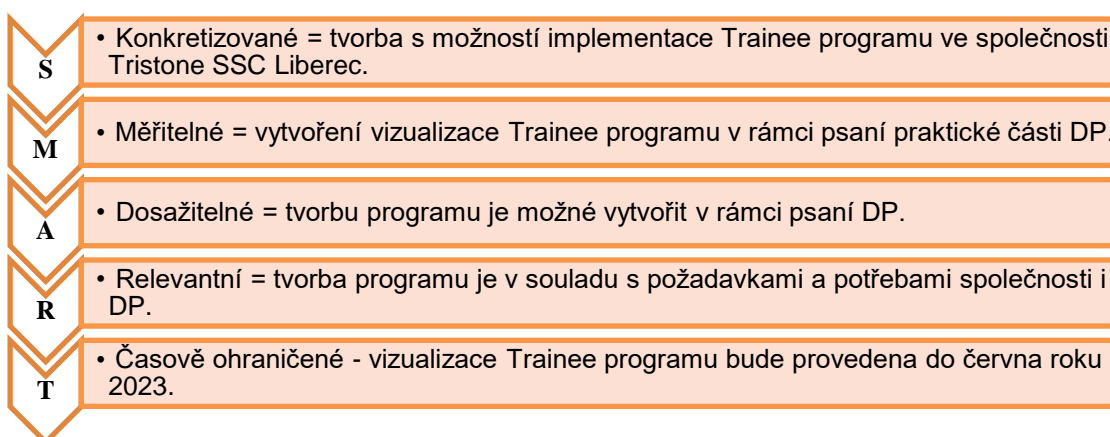 S
• Konkretizované = tvorba s možností implementace Trainee programu ve společnosti
Tristone SSC Liberec.
M
• Měřitelné = vytvoření vizualizace Trainee programu v rámci psaní praktické části DP.
A
• Dosažitelné = tvorbu programu je možné vytvořit v rámci psaní DP.
R
• Relevantní = tvorba programu je v souladu s požadavkami a potřebami společnosti i
DP.
T
• Časově ohraničené - vizualizace Trainee programu bude provedena do června roku
2023.